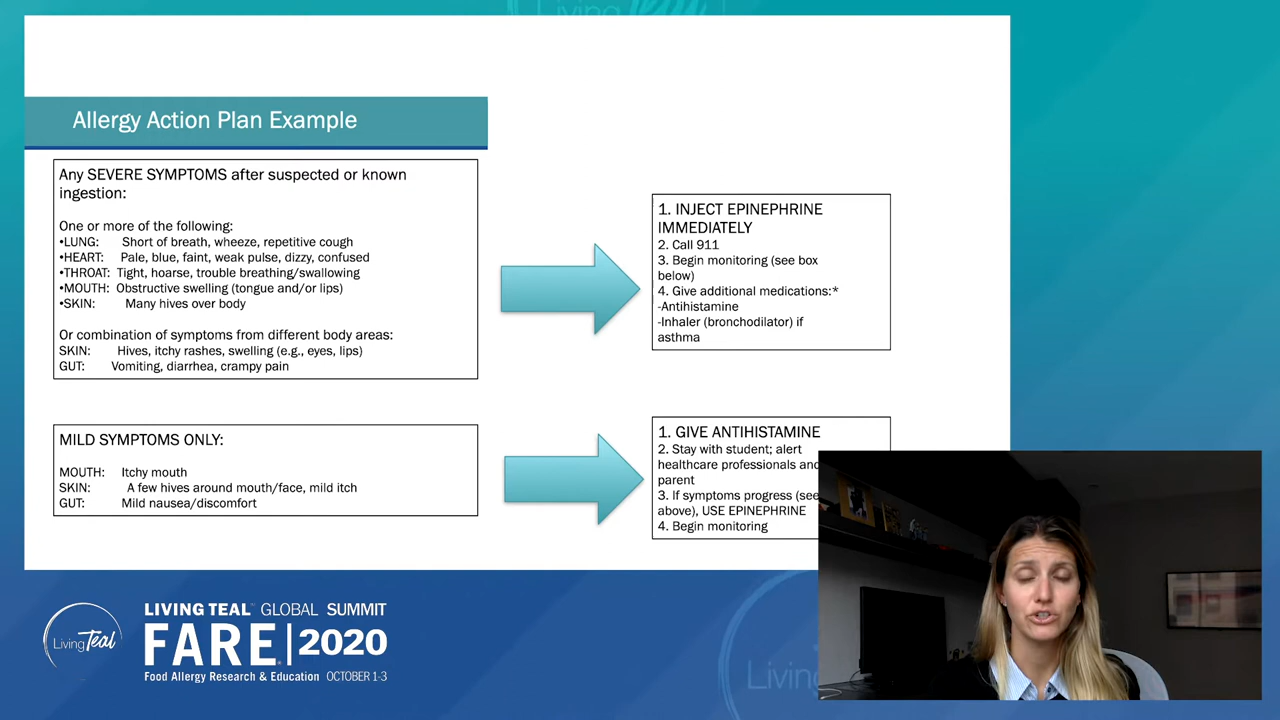 Living Teal
Allergy Action Plan Example
Any SEVERE SYMPTOMS after suspected or known
ingestion:
One or more of the following:
•LUNG: Short of breath, wheeze, repetitive cough
•HEART: Pale, blue, faint, weak pulse, dizzy, confused
•THROAT: Tight, hoarse, trouble breathing/swallowing
•MOUTH: Obstructive swelling (tongue and/or lips)
•SKIN: Many hives over body
Or combination of symptoms from different body areas:
SKIN: Hives, itchy rashes, swelling (e.g., eyes, lips)
GUT: Vomiting, diarrhea, crampy pain
1. INJECT EPINEPHRINE
IMMEDIATELY
2. Call 911
3. Begin monitoring (see box
below)
4. Give additional medications:*
-Antihistamine
-Inhaler (bronchodilator) if
asthma
MILD SYMPTOMS ONLY:
MOUTH: Itchy mouth
SKIN: A few hives around mouth/face, mild itch
GUT: Mild nausea/discomfort
1. GIVE ANTIHISTAMINE
2. Stay with student; alert
healthcare professionals and
parent
3. If symptoms progress (see
above), USE EPINEPHRINE
4. Begin monitoring
Living Teal
LIVING TEAL™ GLOBAL SUMMIT
FARE® | 2020
Food Allergy Research & Education OCTOBER 1-3
Living